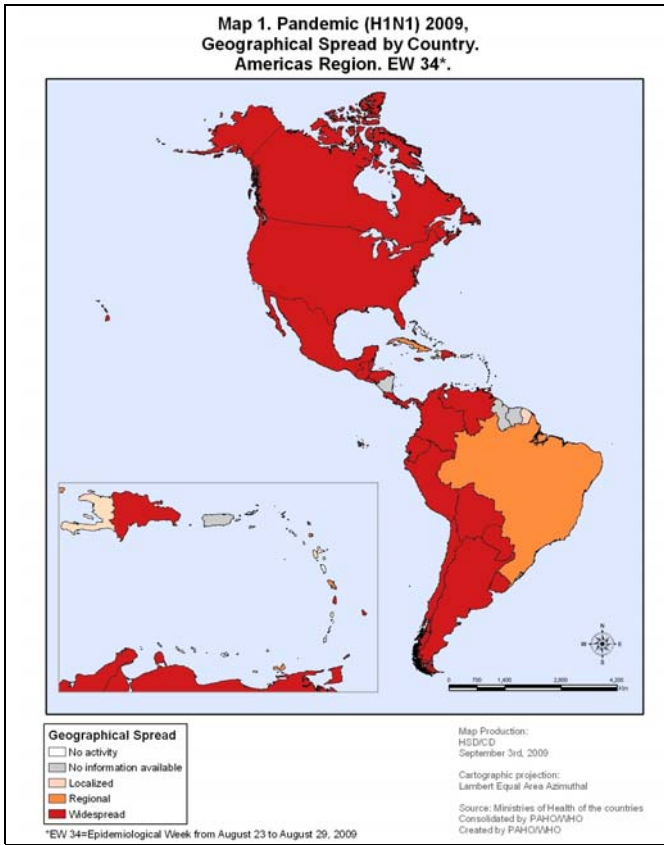 Map 1. Pandemic (H1N1) 2009,
Geographical Spread by Country.
Americas Region. EW 34*.
N
W E
S
0 700 1,400 2,800 4,200
Km
Geographical Spread
No activity
No information available
Localized
Regional
Widespread
*EW 34=Epidemiological Week from August 23 to August 29, 2009
Map Production:
HSD/CD
September 3rd, 2009
Cartographic projection:
Lambert Equal Area Azimuthal
Source: Ministries of Health of the countries
Consolidated by PAHO/WHO
Created by PAHO/WHO